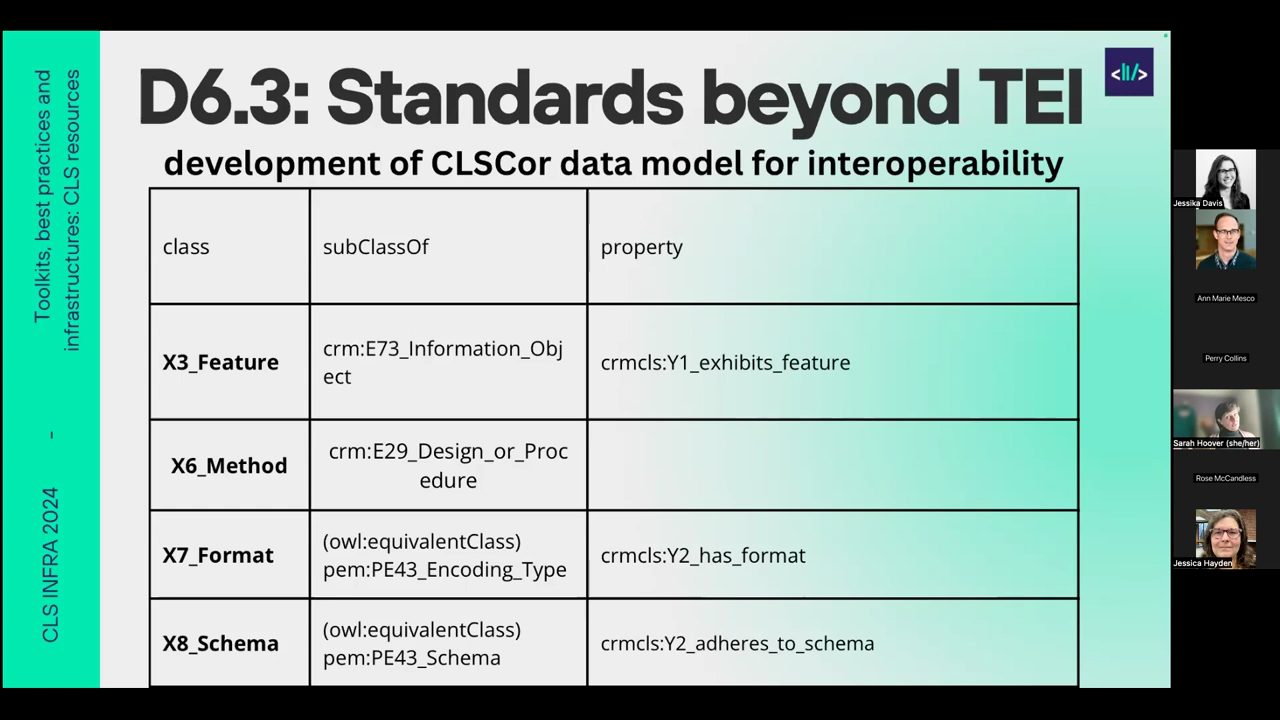 D6.3: Standards beyond TEI
</li/>
development of CLSCor data model for interoperability
Toolkits, best practices and
infrastructures: CLS resources
-
CLS INFRA 2024
class
subClassOf
property
X3_Feature
crm:E73_Information_Obj
ect
crmcls:Y1_exhibits_feature
X6_Method
crm:E29_Design_or_Proc
edure
X7_Format
(owl:equivalentClass)
pem:PE43_Encoding_Type
crmcls:Y2_has_format
X8_Schema
(owl:equivalentClass)
pem:PE43_Schema
crmcls:Y2_adheres_to_schema
Jessika Davis
Ann Marie Mesco
Perry Collins
Sarah Hoover (she/her)
Rose McCandless
Jessica Hayden